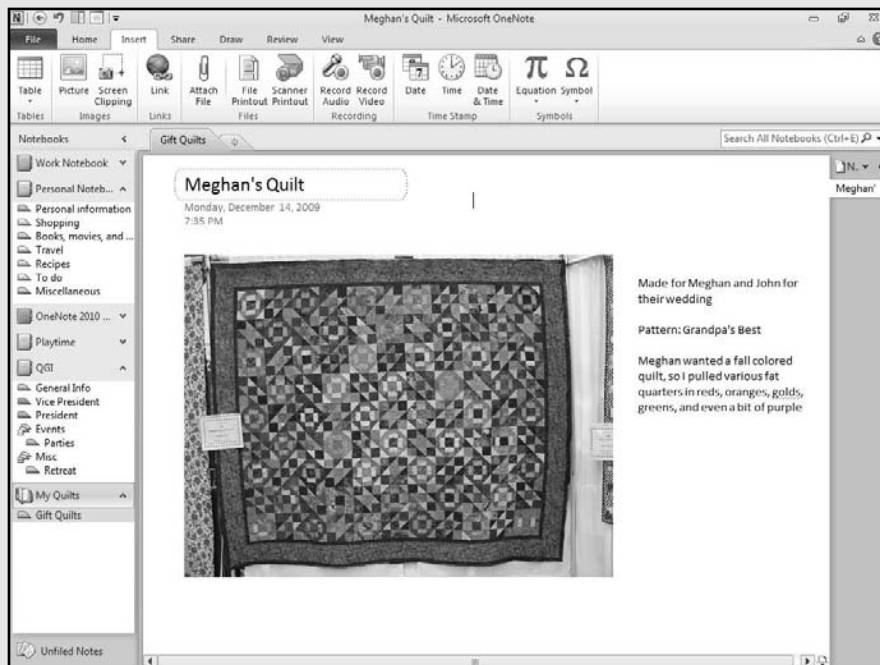 Meghan's Quilt - Microsoft OneNote
File Home Insert Share Draw Review View
Table Picture Screen Clipping Link Attach File File Printout Scanner Printout Record Audio Record Video Date Time Date & Time Equation Symbol
Tables Images Links Files Recording Time Stamp Symbols
Notebooks
Gift Quilts
Search All Notebooks (Ctrl+E)
Work Notebook
Personal Noteb...
Personal information
Shopping
Books, movies, and ...
Travel
Recipes
To do
Miscellaneous
OneNote 2010 ...
Playtime
QGI
General Info
Vice President
President
Events
Parties
Misc
Retreat
My Quilts
Gift Quilts
Unfiled Notes
Meghan's Quilt
Monday, December 14, 2009
7:35 PM
Made for Meghan and John for
their wedding
Pattern: Grandpa's Best
Meghan wanted a fall colored
quilt, so I pulled various fat
quarters in reds, oranges, golds,
greens, and even a bit of purple
N..
Meghan'